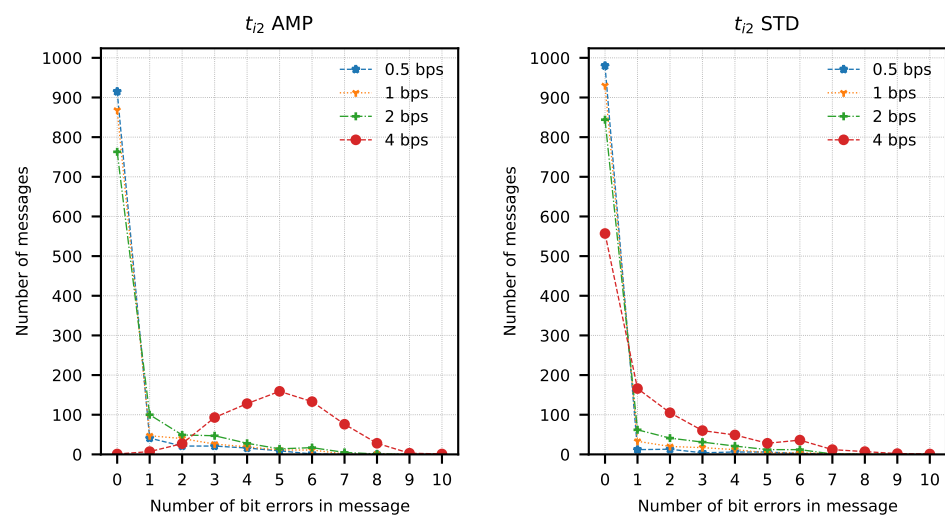 t_i2 AMP
1000
900
800
700
600
500
400
300
200
100
0
Number of messages
0.5 bps
1 bps
2 bps
4 bps
0 1 2 3 4 5 6 7 8 9 10
Number of bit errors in message
t_i2 STD
1000
900
800
700
600
500
400
300
200
100
0
Number of messages
0.5 bps
1 bps
2 bps
4 bps
0 1 2 3 4 5 6 7 8 9 10
Number of bit errors in message